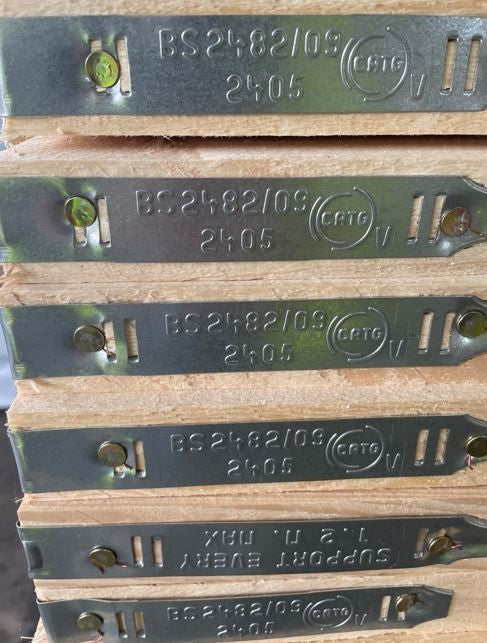 BS2482/09 CATG V
2405
BS2482/09 CATG V
2405
BS2482/09 CATG V
2405
BS2482/09 CATG V
2405
SUPPORT EVERY
1.2 M. MAX
BS2482/09 CATG V
2405